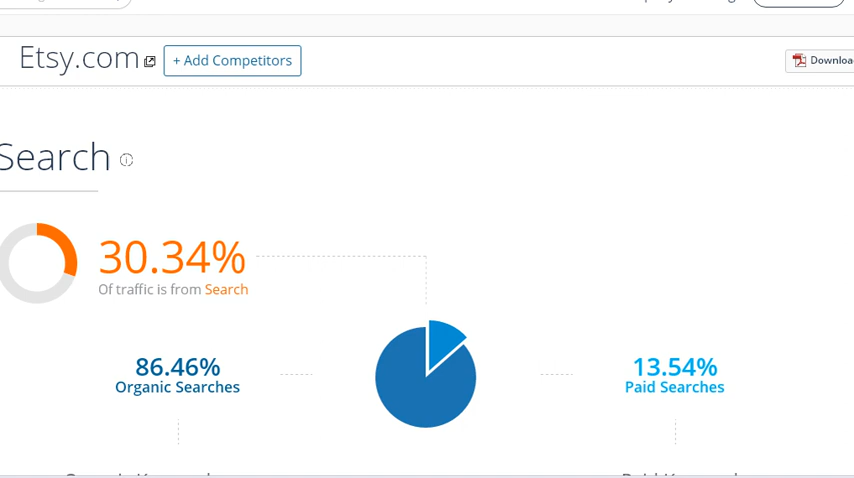 Etsy.com + Add Competitors
Search
30.34%
Of traffic is from Search
86.46%
Organic Searches
13.54%
Paid Searches